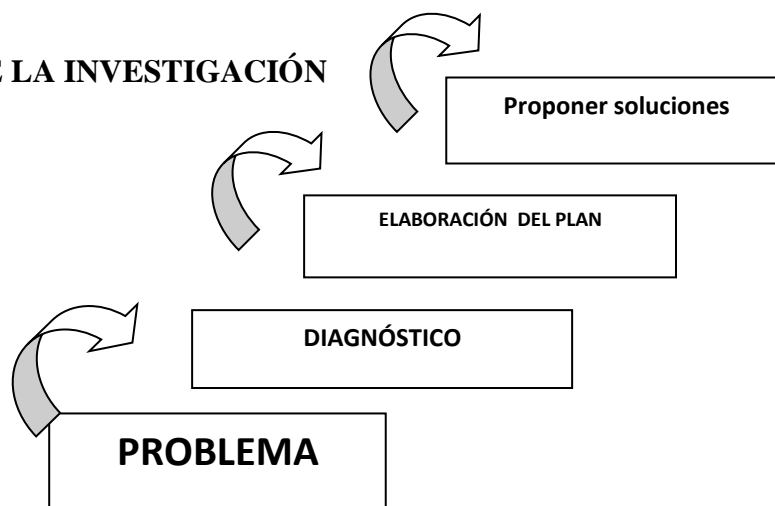 LA INVESTIGACIÓN
Proponer soluciones
ELABORACIÓN DEL PLAN
DIAGNÓSTICO
PROBLEMA